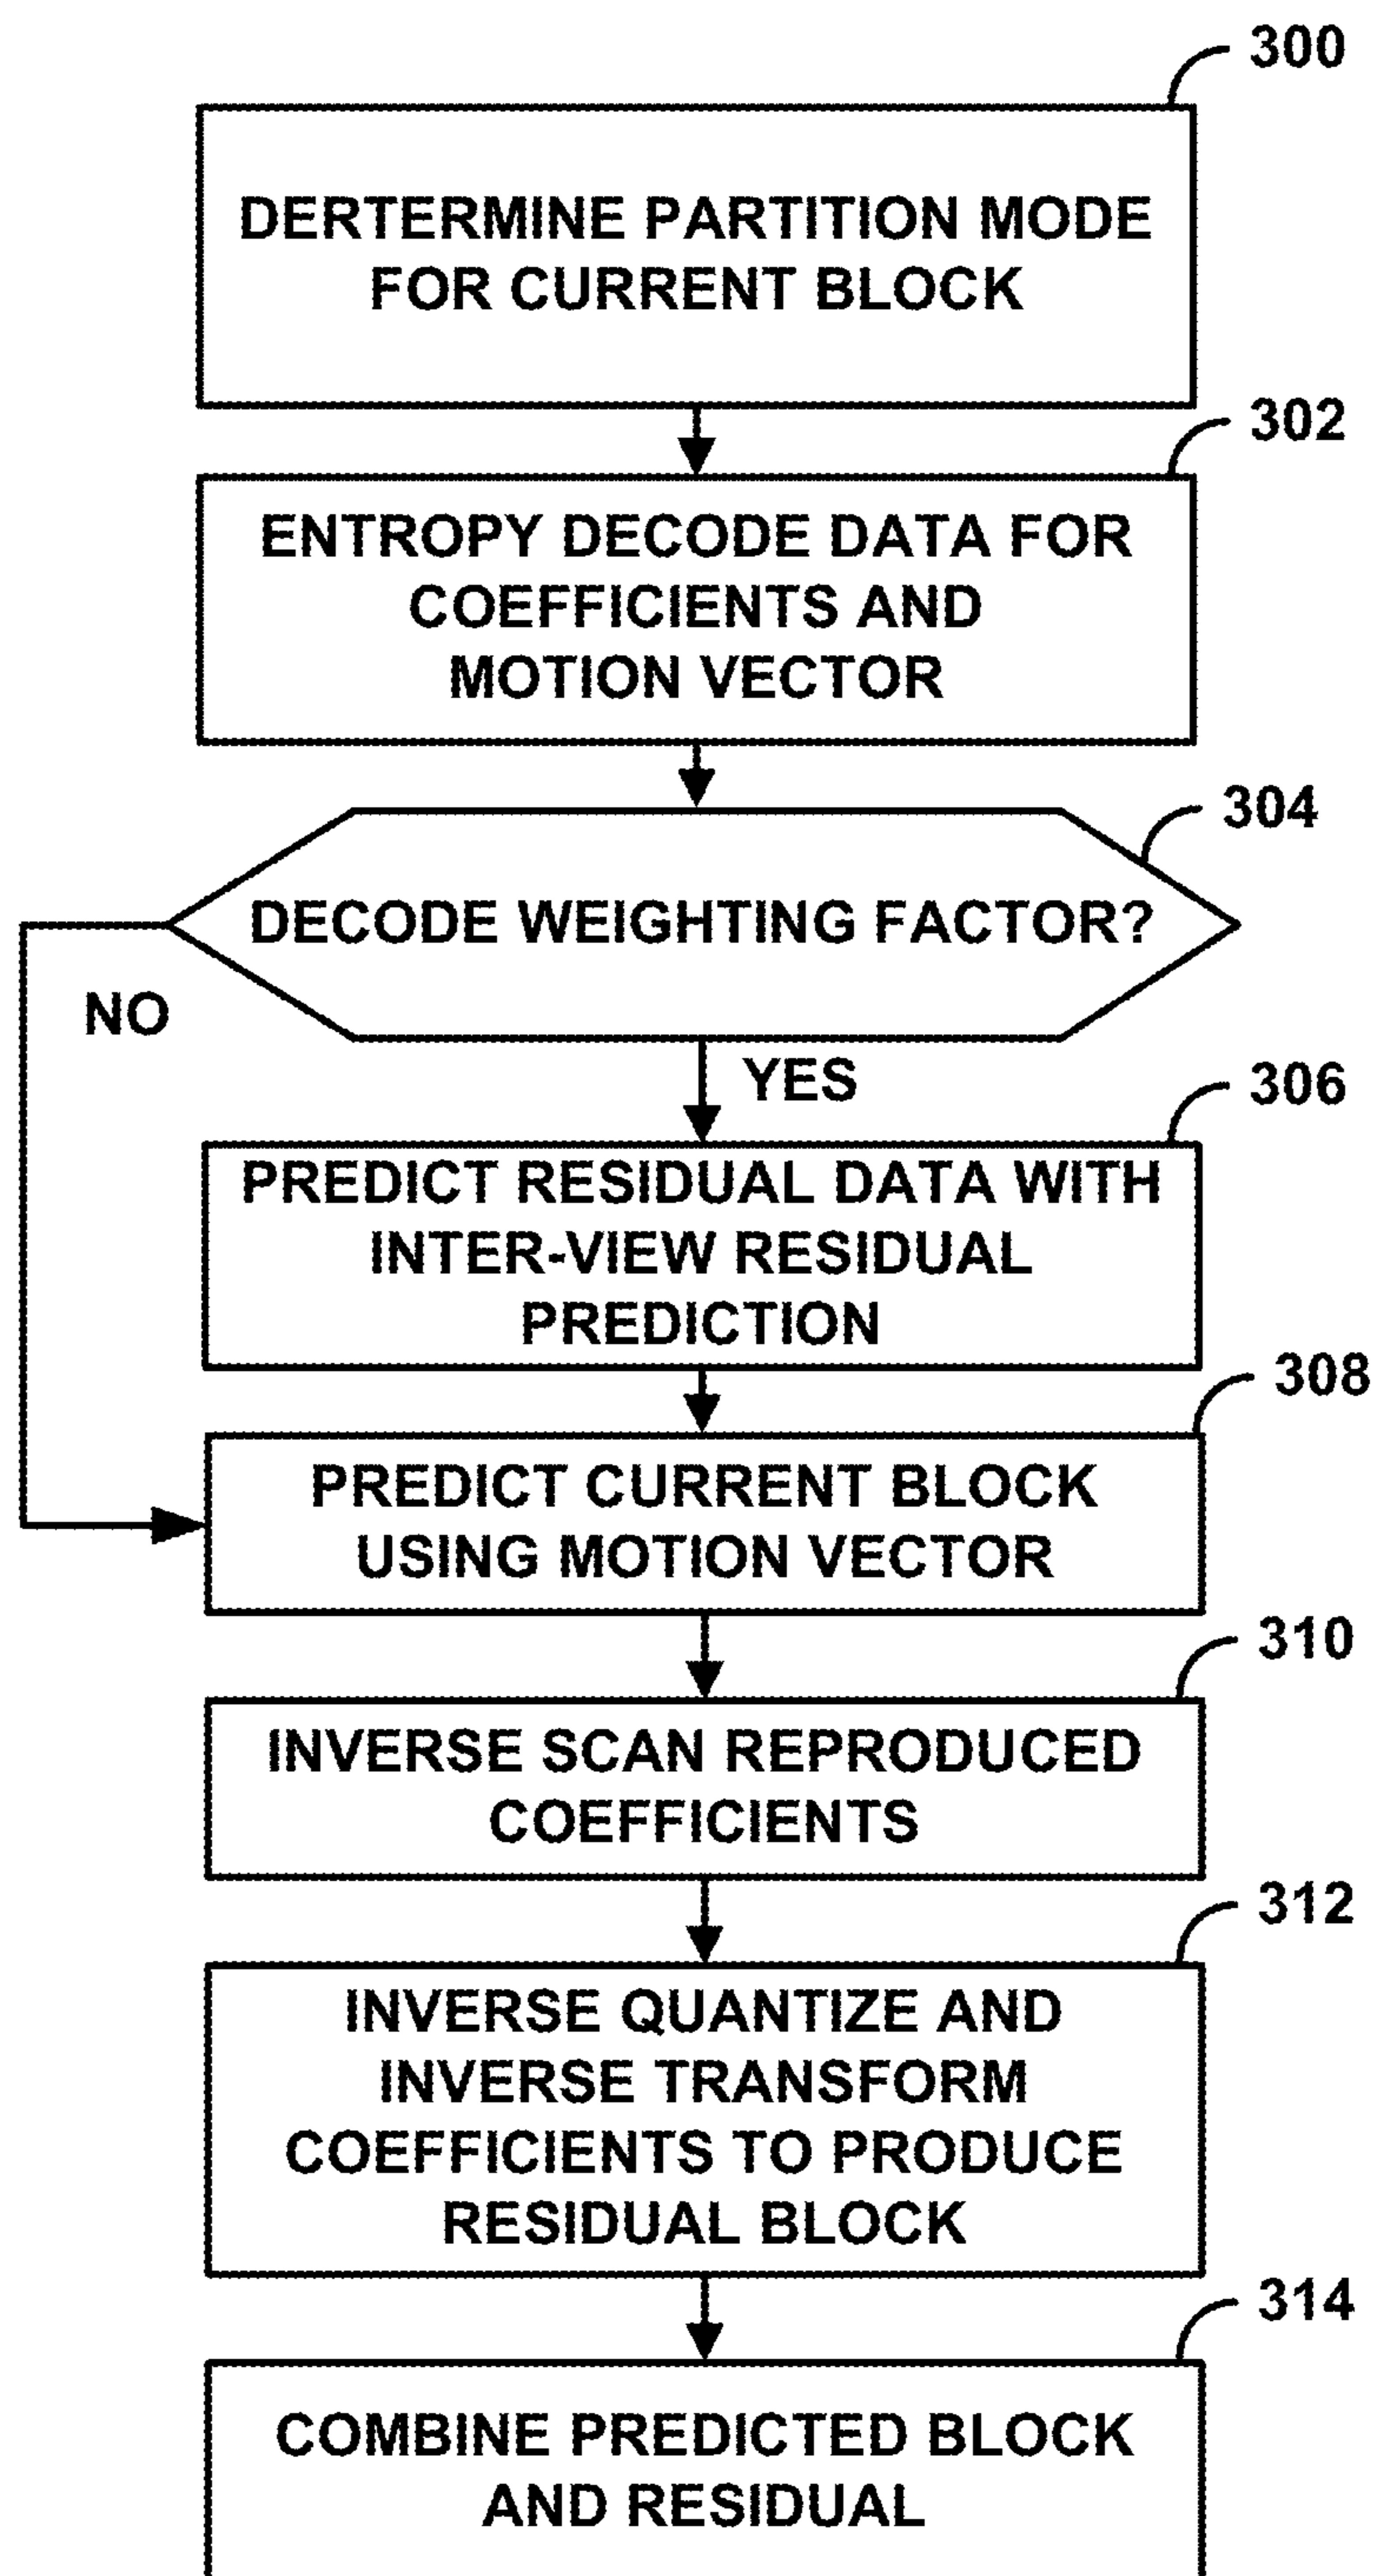 300
DERTERMINE PARTITION MODE
FOR CURRENT BLOCK
302
ENTROPY DECODE DATA FOR
COEFFICIENTS AND
MOTION VECTOR
304
DECODE WEIGHTING FACTOR?
NO
YES
306
PREDICT RESIDUAL DATA WITH
INTER-VIEW RESIDUAL
PREDICTION
308
PREDICT CURRENT BLOCK
USING MOTION VECTOR
310
INVERSE SCAN REPRODUCED
COEFFICIENTS
312
INVERSE QUANTIZE AND
INVERSE TRANSFORM
COEFFICIENTS TO PRODUCE
RESIDUAL BLOCK
314
COMBINE PREDICTED BLOCK
AND RESIDUAL